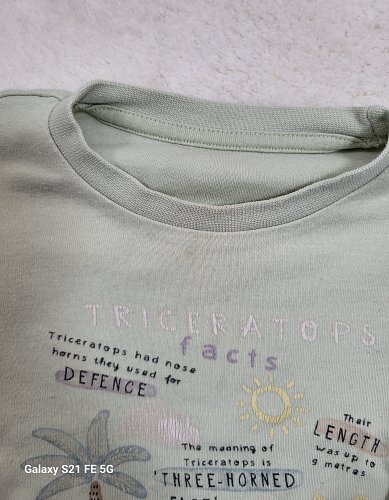 TRICERATOPS
facts
Triceratops had nose
horns they used for
DEFENCE
Their
LENGTH
was up to
9 metres
The meaning of
Triceratops is
'THREE-HORNED
Galaxy S21 FE 5G